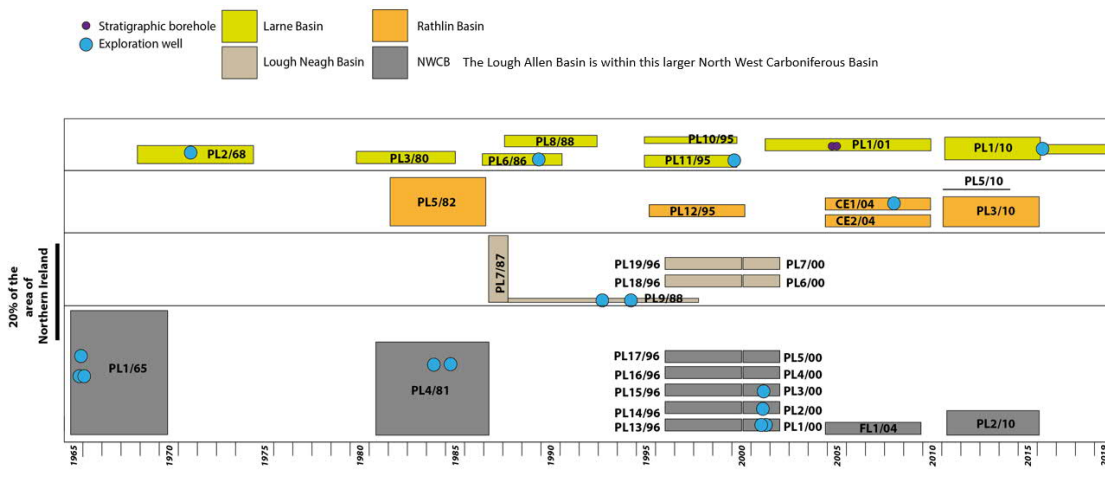 Stratigraphic borehole
Exploration well
Larne Basin
Rathlin Basin
Lough Neagh Basin
NWCB
The Lough Allen Basin is within this larger North West Carboniferous Basin
PL2/68
PL3/80
PL8/88
PL6/86
PL10/95
PL11/95
PL1/01
PL1/10
PL5/82
PL12/95
CE1/04
CE2/04
PL5/10
PL3/10
20% of the
area of
Northern Ireland
PL7/87
PL9/88
PL19/96
PL7/00
PL18/96
PL6/00
PL1/65
PL4/81
PL17/96
PL5/00
PL16/96
PL4/00
PL15/96
PL3/00
PL14/96
PL2/00
PL13/96
PL1/00
FL1/04
PL2/10
1965
1970
1975
1980
1985
1990
1995
2000
2005
2010
2015